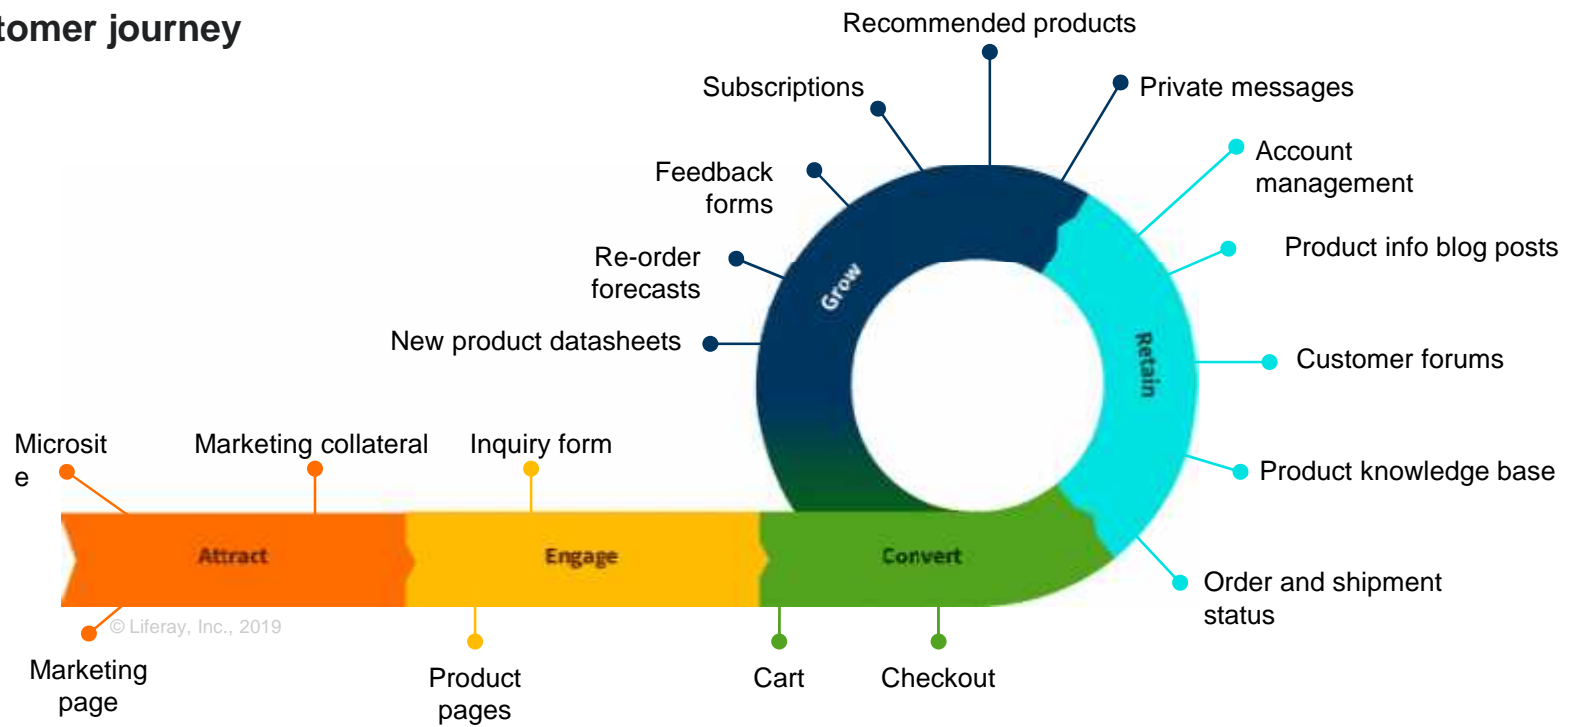 tomer journey
Recommended products
Subscriptions
Private messages
Account
management
Feedback
forms
Product info blog posts
Re-order
forecasts
Grow
New product datasheets
Retain
Customer forums
Microsit
e
Marketing collateral
Inquiry form
Product knowledge base
Attract
Engage
Convert
Order and shipment
status
© Liferay, Inc., 2019
Marketing
page
Product
pages
Cart
Checkout